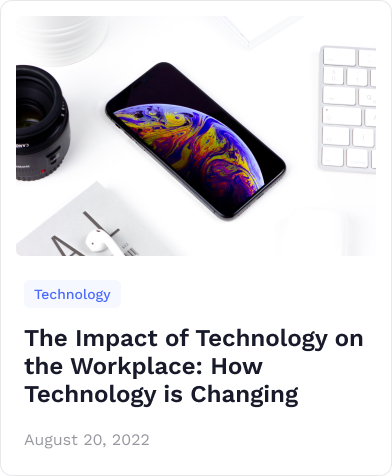 Technology
The Impact of Technology on
the Workplace: How
Technology is Changing
August 20, 2022